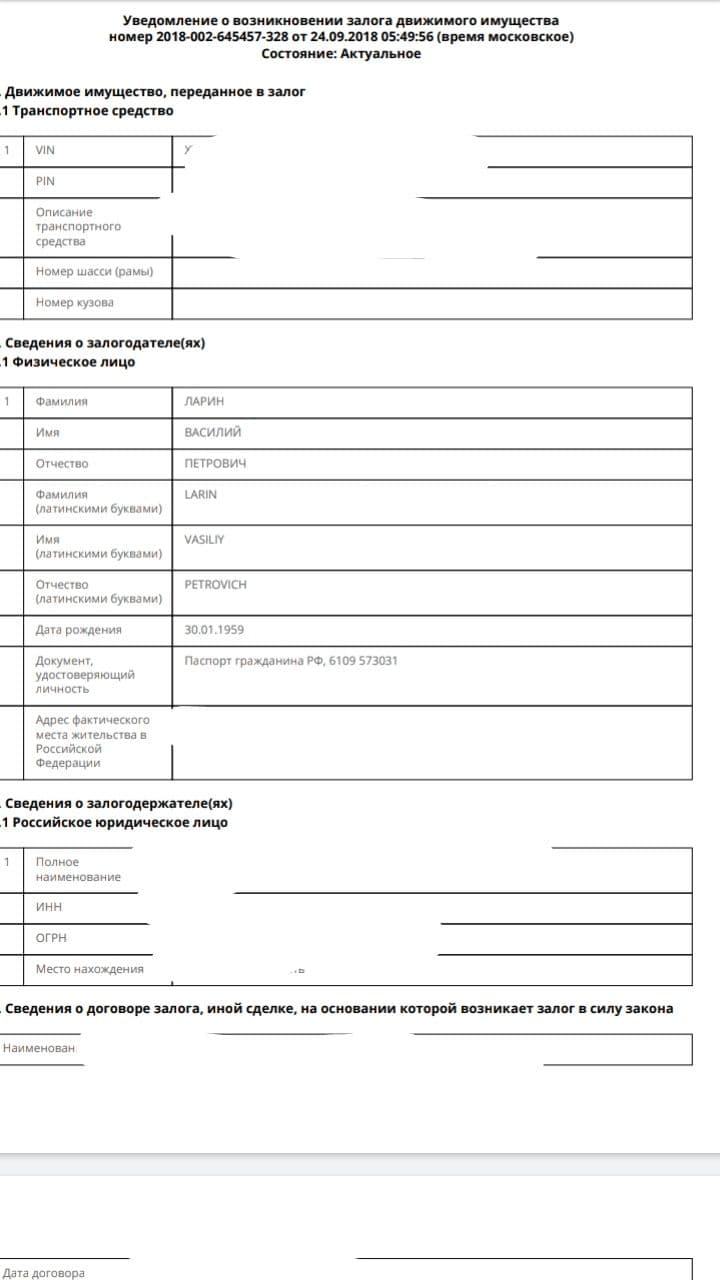 Уведомление о возникновении залога движимого имущества
номер 2018-002-645457-328 от 24.09.2018 05:49:56 (время московское)
Состояние: Актуальное
. Движимое имущество, переданное в залог
.1 Транспортное средство
1 VIN
PIN
Описание
транспортного
средства
Номер шасси (рамы)
Номер кузова
. Сведения о залогодателе(ях)
.1 Физическое лицо
1 Фамилия ЛАРИН
Имя ВАСИЛИЙ
Отчество ПЕТРОВИЧ
Фамилия LARIN
(латинскими буквами)
Имя VASILIY
(латинскими буквами)
Отчество PETROVICH
(латинскими буквами)
Дата рождения 30.01.1959
Документ, Паспорт гражданина РФ, 6109 573031
удостоверяющий
личность
Адрес фактического
места жительства в
Российской
Федерации
. Сведения о залогодержателе(ях)
.1 Российское юридическое лицо
1 Полное
наименование
ИНН
ОГРН
Место нахождения
. Сведения о договоре залога, иной сделке, на основании которой возникает залог в силу закона
Наименован
Дата договора